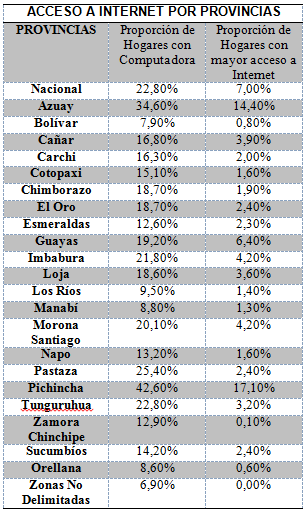 ACCESO A INTERNET POR PROVINCIAS
PROVINCIAS Proporción de Hogares con Computadora Proporción de Hogares con mayor acceso a Internet
Nacional 22,80% 7,00%
Azuay 34,60% 14,40%
Bolívar 7,90% 0,80%
Cañar 16,80% 3,90%
Carchi 16,30% 2,00%
Cotopaxi 15,10% 1,60%
Chimborazo 18,70% 1,90%
El Oro 18,70% 2,40%
Esmeraldas 12,60% 2,30%
Guayas 19,20% 6,40%
Imbabura 21,80% 4,20%
Loja 18,60% 3,60%
Los Ríos 9,50% 1,40%
Manabí 8,80% 1,30%
Morona Santiago 20,10% 4,20%
Napo 13,20% 1,60%
Pastaza 25,40% 2,40%
Pichincha 42,60% 17,10%
Tunguruhua 22,80% 3,20%
Zamora Chinchipe 12,90% 0,10%
Sucumbíos 14,20% 2,40%
Orellana 8,60% 0,60%
Zonas No Delimitadas 6,90% 0,00%